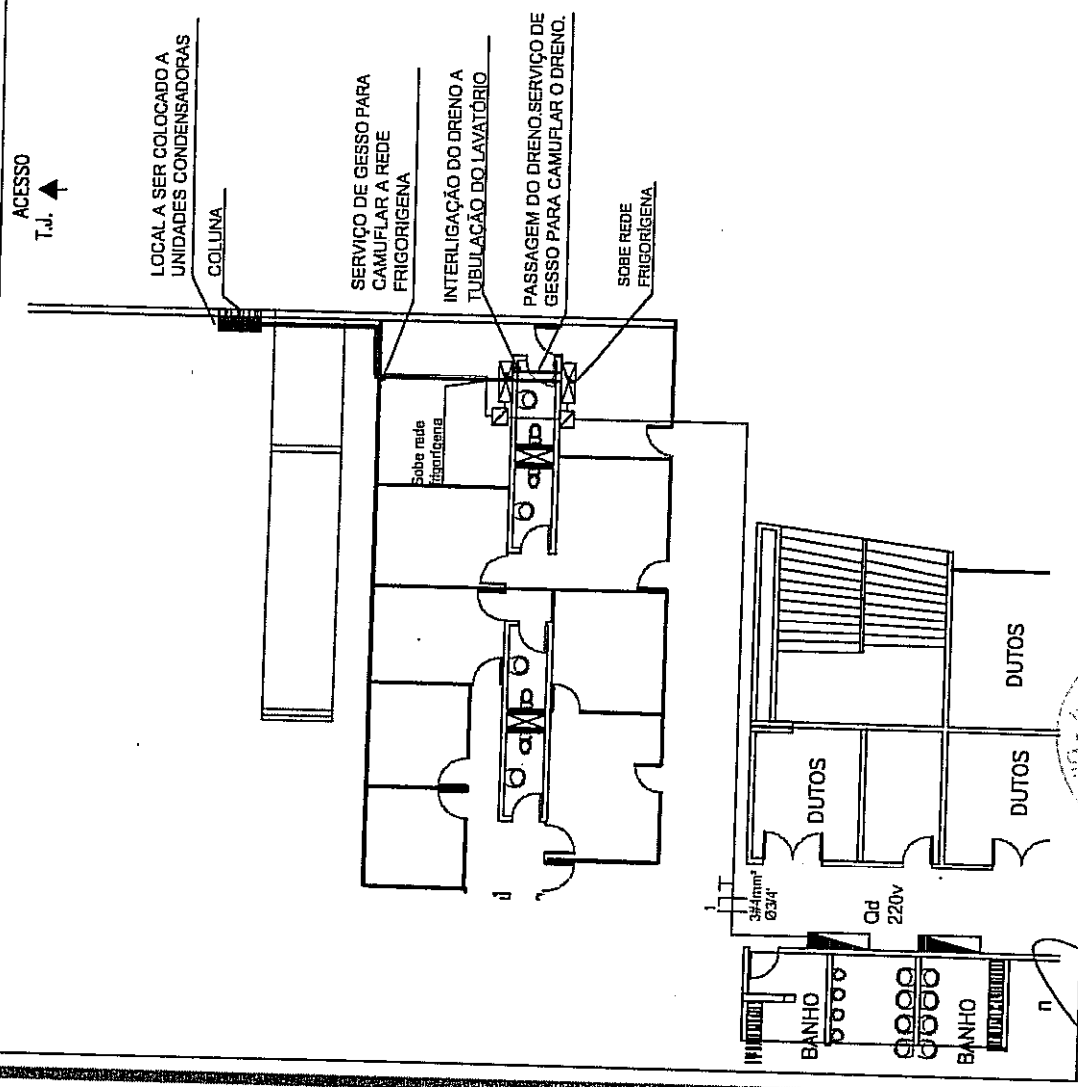 ACESSO
T.J.
LOCAL A SER COLOCADO A
UNIDADES CONDENSADORAS
COLUNA
SERVIÇO DE GESSO PARA
CAMUFLAR A REDE
FRIGORIGENA
INTERLIGAÇÃO DO DRENO A
TUBULAÇÃO DO LAVATÓRIO
PASSAGEM DO DRENO.SERVIÇO DE
GESSO PARA CAMUFLAR O DRENO.
SOBE REDE
FRIGORÍGENA
Sobe rede
frigorígena
DUTOS
DUTOS
DUTOS
1
3#4mm²
Ø3/4'
Qd
220v
BANHO
BANHO
n